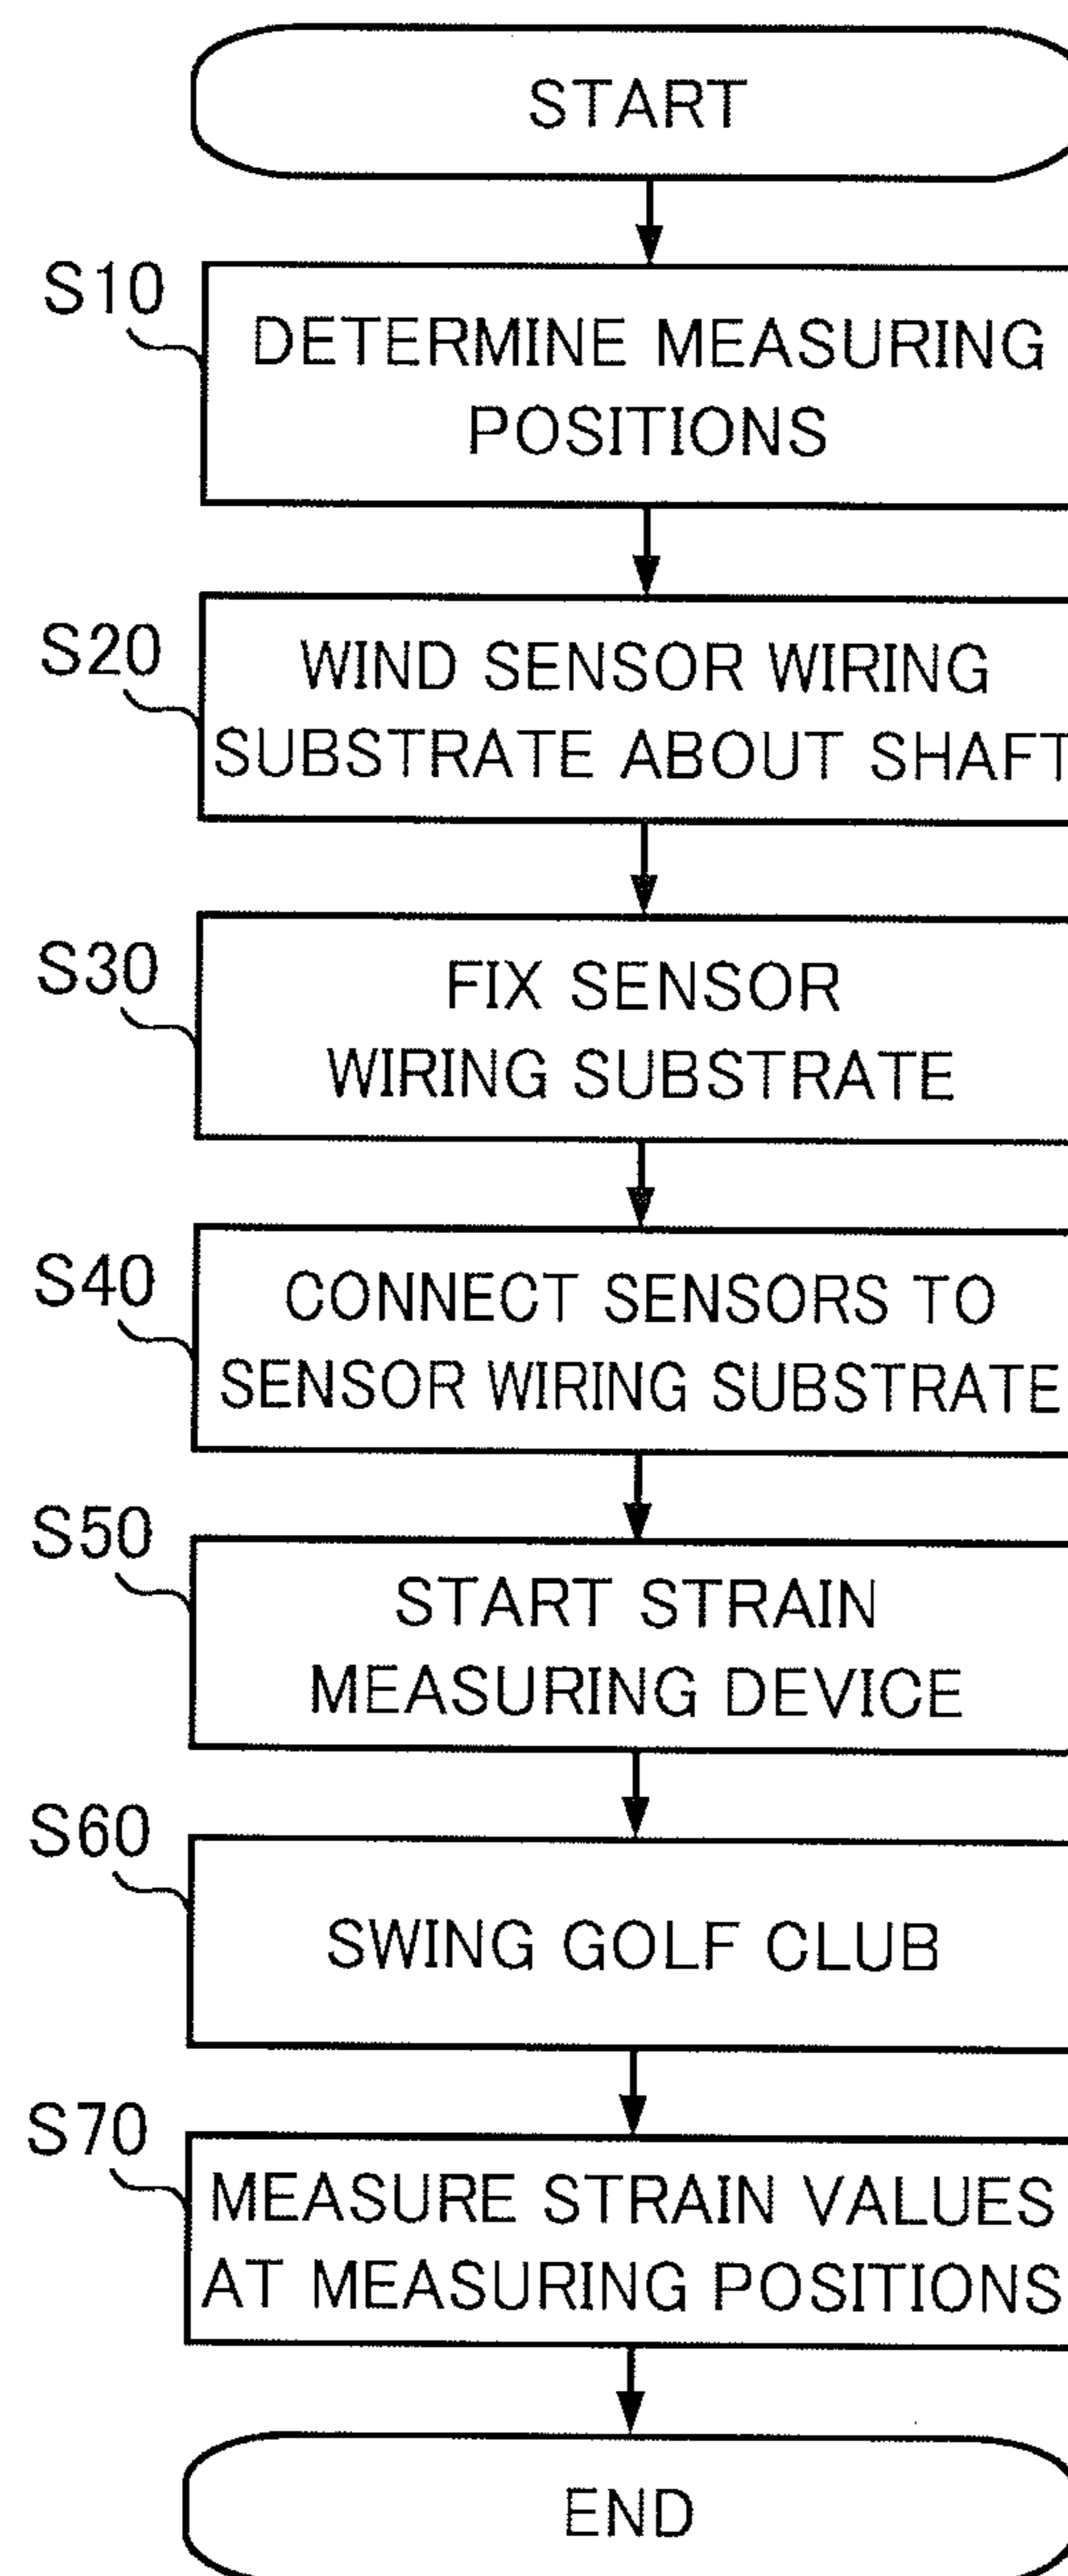 START
S10
DETERMINE MEASURING
POSITIONS
S20
WIND SENSOR WIRING
SUBSTRATE ABOUT SHAFT
S30
FIX SENSOR
WIRING SUBSTRATE
S40
CONNECT SENSORS TO
SENSOR WIRING SUBSTRATE
S50
START STRAIN
MEASURING DEVICE
S60
SWING GOLF CLUB
S70
MEASURE STRAIN VALUES
AT MEASURING POSITIONS
END